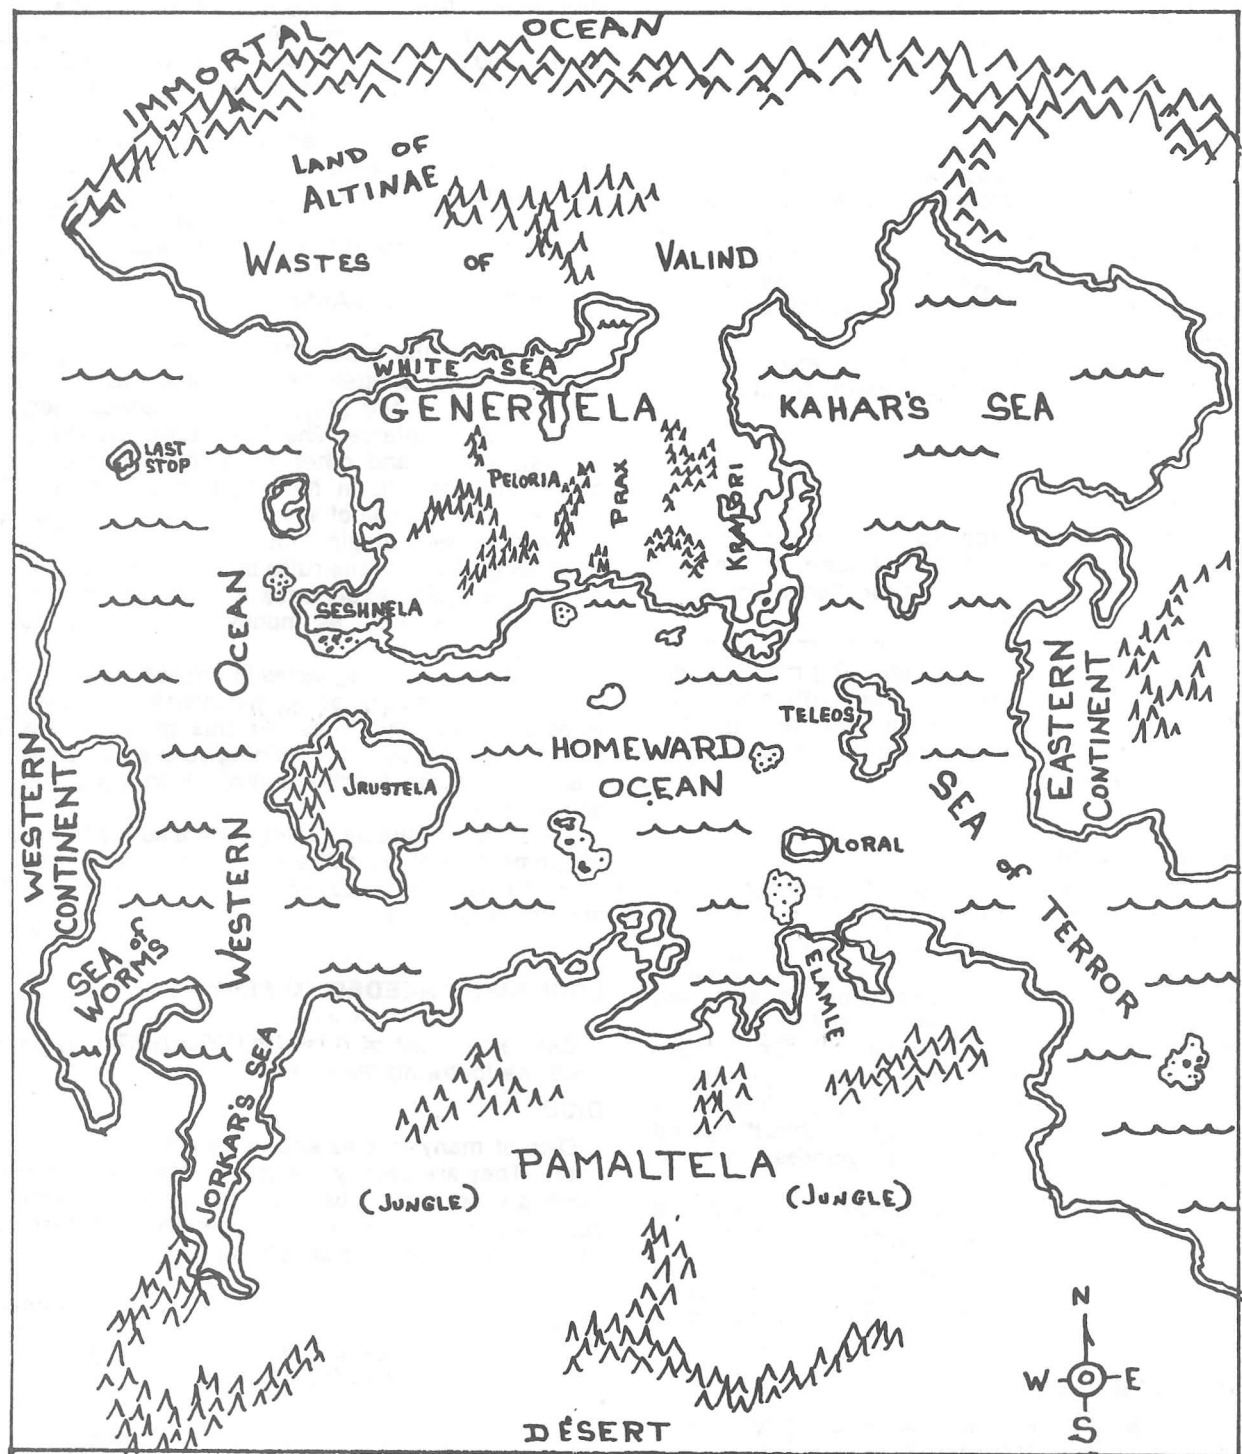 IMMORTAL OCEAN
LAND OF
ALTINAE
WASTES OF VALIND
WHITE SEA
GENERTELA
KAHAR'S SEA
LAST
STOP
PELORIA
PRAX
KRALORI
SESHNELA
WESTERN OCEAN
TELEOS
EASTERN
CONTINENT
HOMEWARD
OCEAN
WESTERN
CONTINENT
JRUSTELA
SEA OF TERROR
LORAL
SEA OF
WORMS
ELAMLE
JORKAR'S SEA
PAMALTELA
(JUNGLE) (JUNGLE)
N
W E
S
DESERT